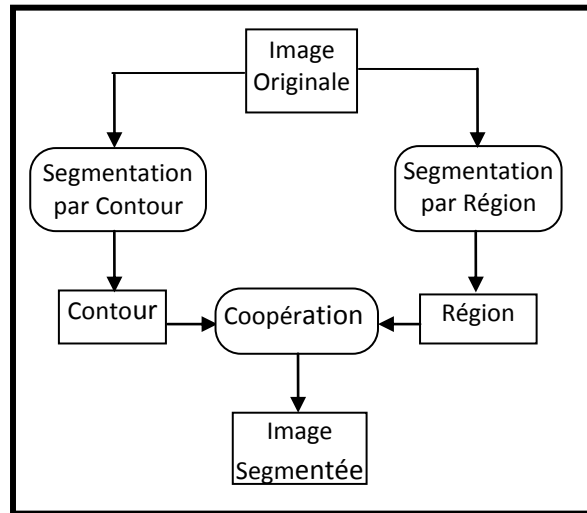 Image
Originale
Segmentation
par Contour
Segmentation
par Région
Contour
Coopération
Région
Image
Segmentée